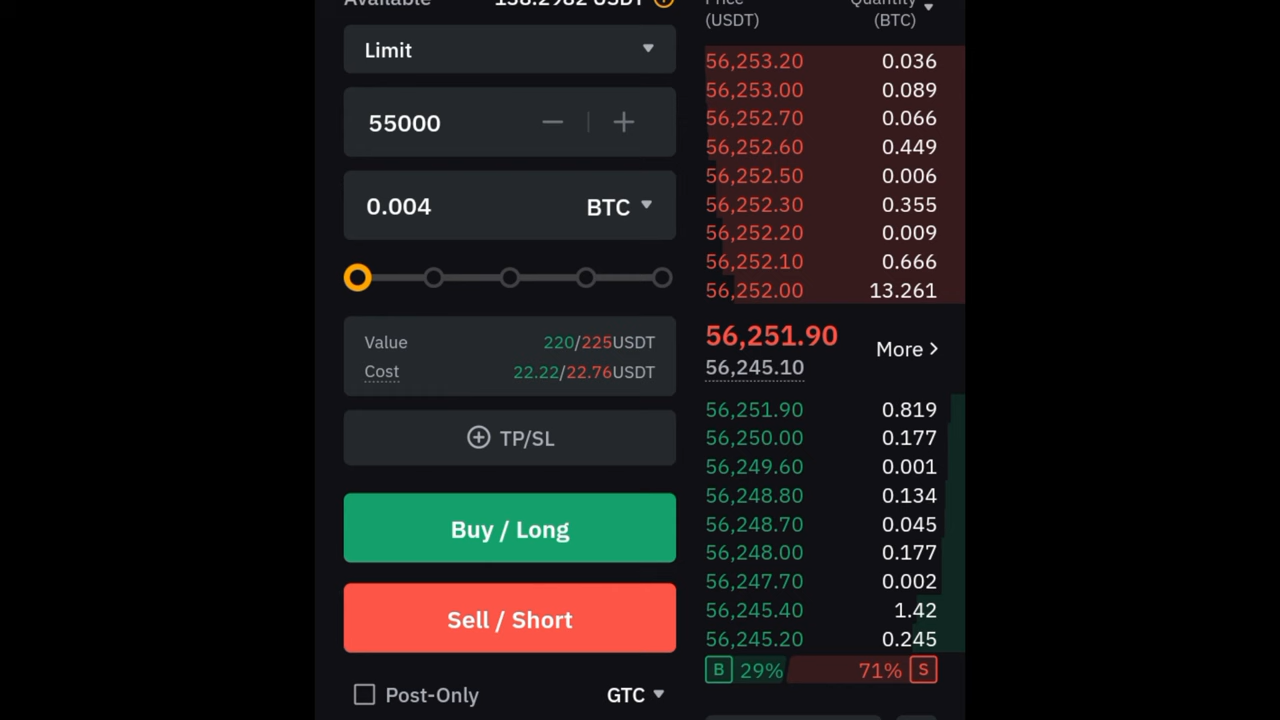 Available 138.2982 USDT
Limit
55000
0.004 BTC
Value 220/225USDT
Cost 22.22/22.76USDT
TP/SL
Buy / Long
Sell / Short
Post-Only GTC
Price Quantity
(USDT) (BTC)
56,253.20 0.036
56,253.00 0.089
56,252.70 0.066
56,252.60 0.449
56,252.50 0.006
56,252.30 0.355
56,252.20 0.009
56,252.10 0.666
56,252.00 13.261
56,251.90
More
56,245.10
56,251.90 0.819
56,250.00 0.177
56,249.60 0.001
56,248.80 0.134
56,248.70 0.045
56,248.00 0.177
56,247.70 0.002
56,245.40 1.42
56,245.20 0.245
B 29% 71% S